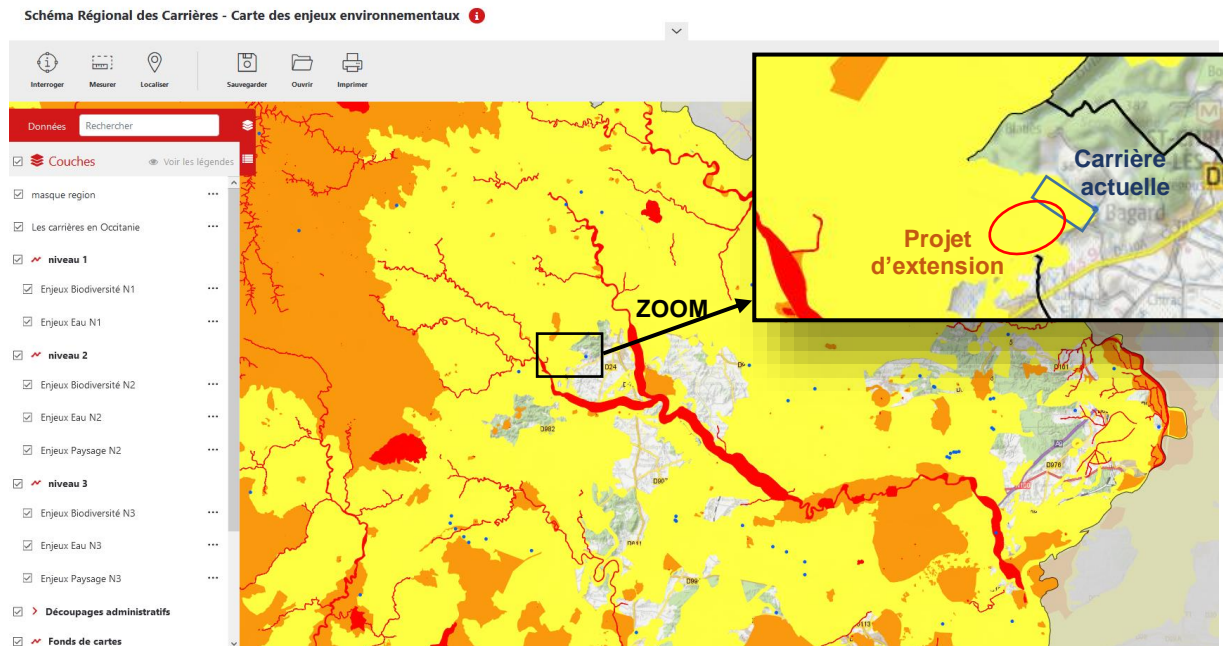 Schéma Régional des Carrières - Carte des enjeux environnementaux
Interroger
Mesurer
Localiser
Sauvegarder
Ouvrir
Imprimer
Données
Rechercher
Couches
Voir les légendes
masque region
Les carrières en Occitanie
niveau 1
Enjeux Biodiversité N1
Enjeux Eau N1
niveau 2
Enjeux Biodiversité N2
Enjeux Eau N2
Enjeux Paysage N2
niveau 3
Enjeux Biodiversité N3
Enjeux Eau N3
Enjeux Paysage N3
Découpages administratifs
Fonds de cartes
ZOOM
Carrière
actuelle
Projet
d'extension
Bagard
D24
D982
D976
D181